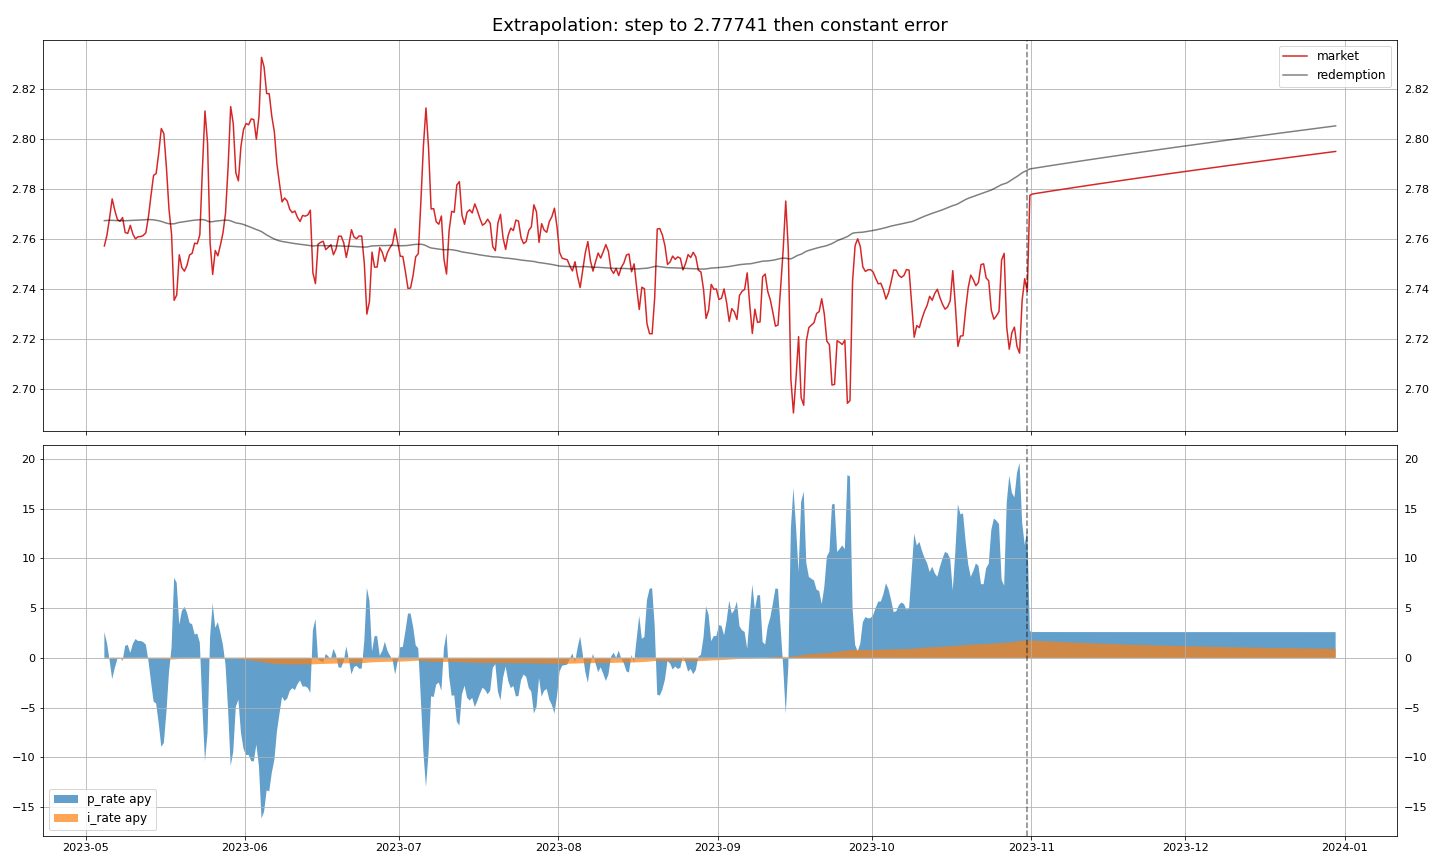 Extrapolation: step to 2.77741 then constant error
market
redemption
2.82 2.82
2.80 2.80
2.78 2.78
2.76 2.76
2.74 2.74
2.72 2.72
2.70 2.70
20 20
15 15
10 10
5 5
0 0
−5 −5
−10 −10
−15 −15
p_rate apy
i_rate apy
2023-05 2023-06 2023-07 2023-08 2023-09 2023-10 2023-11 2023-12 2024-01